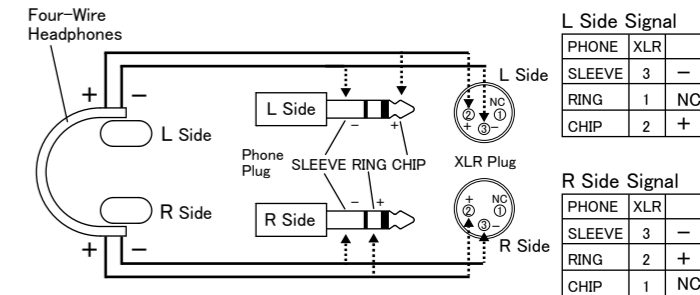 Four-Wire
Headphones
+ −
L Side
R Side
+ −
L Side
− +
Phone
Plug
SLEEVE RING CHIP
− +
R Side
L Side
NC
② ①
+ ③−
XLR Plug
+ NC
② ①
③−
R Side
L Side Signal
PHONE XLR
SLEEVE 3 −
RING 1 NC
CHIP 2 +
R Side Signal
PHONE XLR
SLEEVE 3 −
RING 2 +
CHIP 1 NC